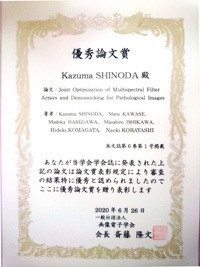 優秀論文賞
Kazuma SHINODA 殿
論文：Joint Optimization of Multispectral Filter
Arrays and Demosaicking for Pathological Images
著者：Kazuma SHINODA, Maru KAWASE,
Madoka HASEGAWA, Masahiro ISHIKAWA,
Hideki KOMAGATA, Naoki KOBAYASHI
英文誌第6巻第1号掲載
あなたが当学会学会誌に発表された上
記の論文は論文賞表彰規定により審査
の結果特に優秀と認められましたので
ここに優秀論文賞を贈り表彰します
2020年6月26日
一般社団法人
画像電子学会
会長 斎藤隆文